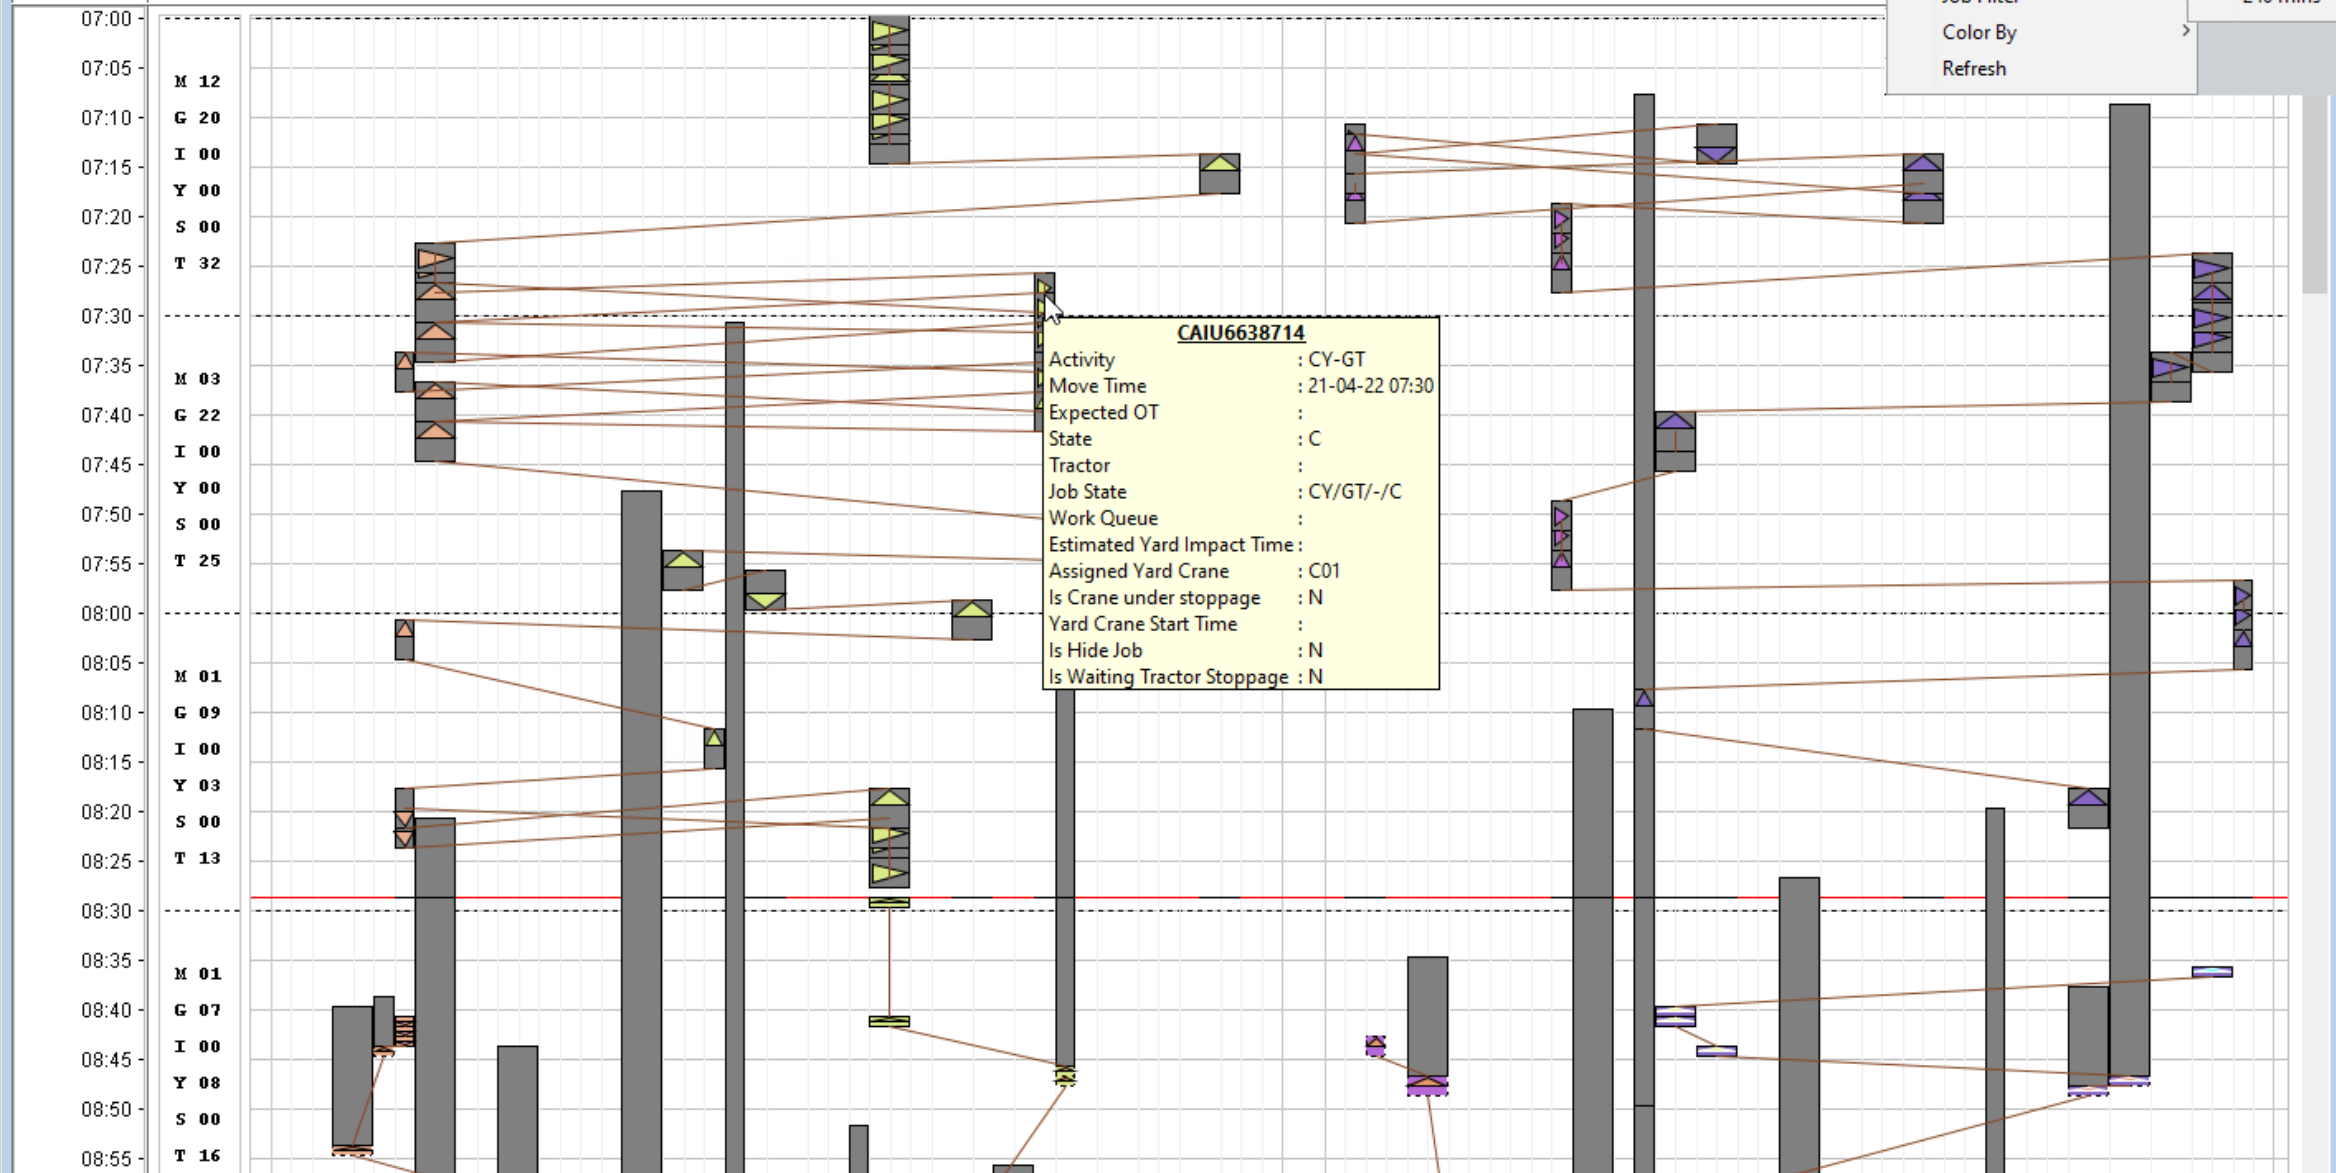 Color By
Refresh
07:00
07:05
M 12
07:10
G 20
I 00
07:15
Y 00
07:20
S 00
07:25
T 32
07:30
07:35
M 03
07:40
G 22
07:45
I 00
Y 00
07:50
S 00
07:55
T 25
08:00
08:05
M 01
08:10
G 09
I 00
08:15
Y 03
08:20
S 00
08:25
T 13
08:30
08:35
M 01
08:40
G 07
08:45
I 00
Y 08
08:50
S 00
08:55
T 16
CAIU6638714
Activity : CY-GT
Move Time : 21-04-22 07:30
Expected OT :
State : C
Tractor :
Job State : CY/GT/-/C
Work Queue :
Estimated Yard Impact Time :
Assigned Yard Crane : C01
Is Crane under stoppage : N
Yard Crane Start Time :
Is Hide Job : N
Is Waiting Tractor Stoppage : N